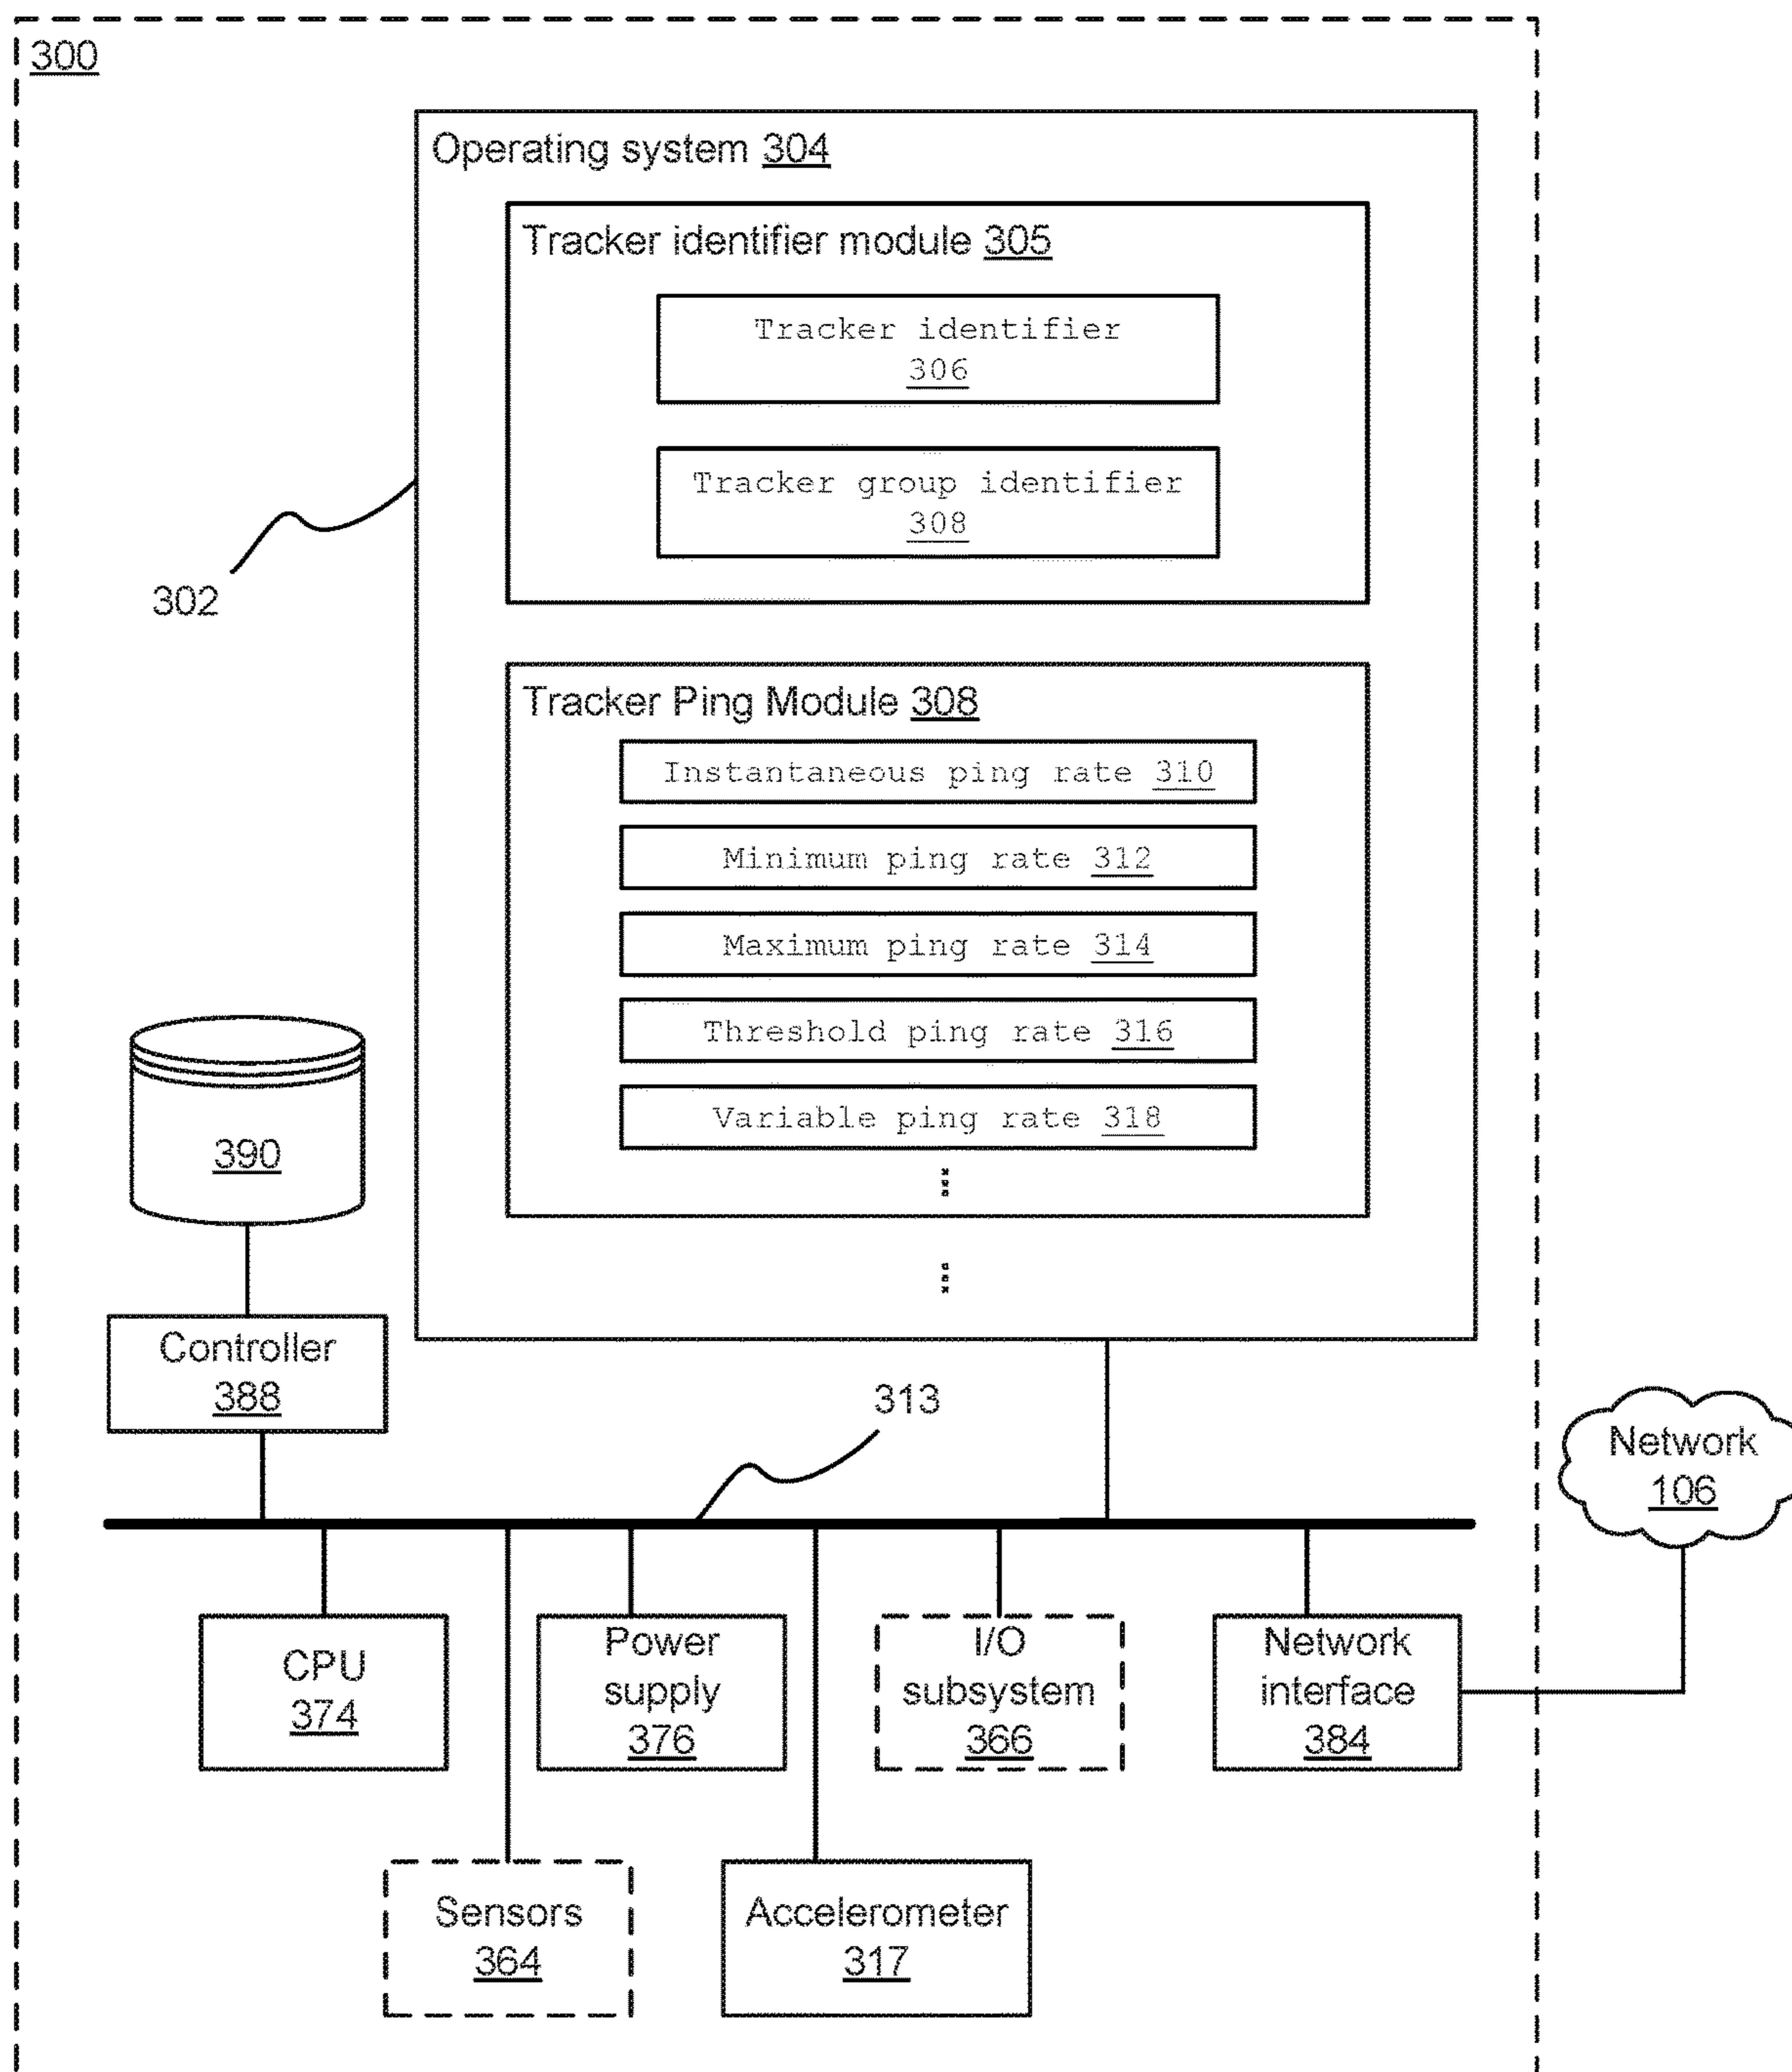 300
Operating system 304
Tracker identifier module 305
Tracker identifier
306
Tracker group identifier
308
302
Tracker Ping Module 308
Instantaneous ping rate 310
Minimum ping rate 312
Maximum ping rate 314
Threshold ping rate 316
Variable ping rate 318
390
Controller
388
313
Network
106
CPU
374
Power
supply
376
I/O
subsystem
366
Network
interface
384
Sensors
364
Accelerometer
317